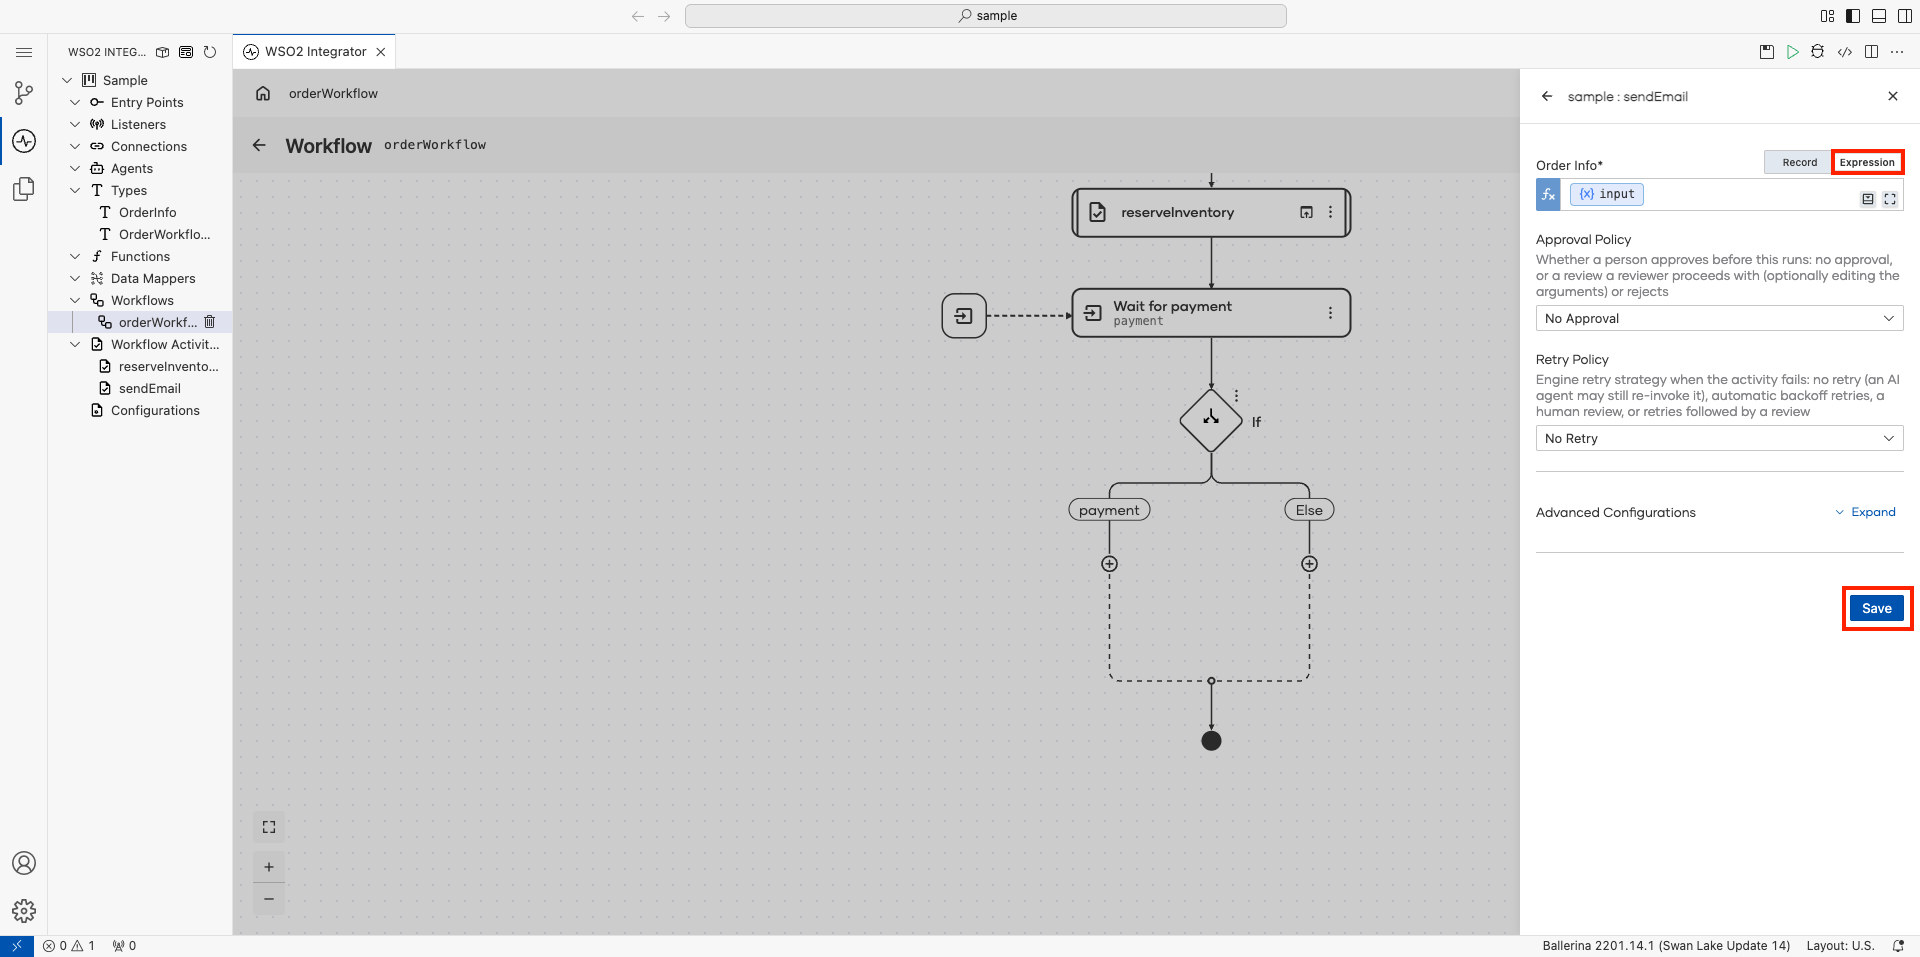 sample
WSO2 INTEG...
WSO2 Integrator
Sample
Entry Points
Listeners
Connections
Agents
Types
OrderInfo
OrderWorkflo...
Functions
Data Mappers
Workflows
orderWorkf...
Workflow Activit...
reserveInvento...
sendEmail
Configurations
orderWorkflow
Workflow orderWorkflow
reserveInventory
Wait for payment
payment
If
payment
Else
sample : sendEmail
Order Info*
Record
Expression
fx
{x} input
Approval Policy
Whether a person approves before this runs: no approval,
or a review a reviewer proceeds with (optionally editing the
arguments) or rejects
No Approval
Retry Policy
Engine retry strategy when the activity fails: no retry (an AI
agent may still re-invoke it), automatic backoff retries, a
human review, or retries followed by a review
No Retry
Advanced Configurations
Expand
Save
0 1 0
Ballerina 2201.14.1 (Swan Lake Update 14)
Layout: U.S.